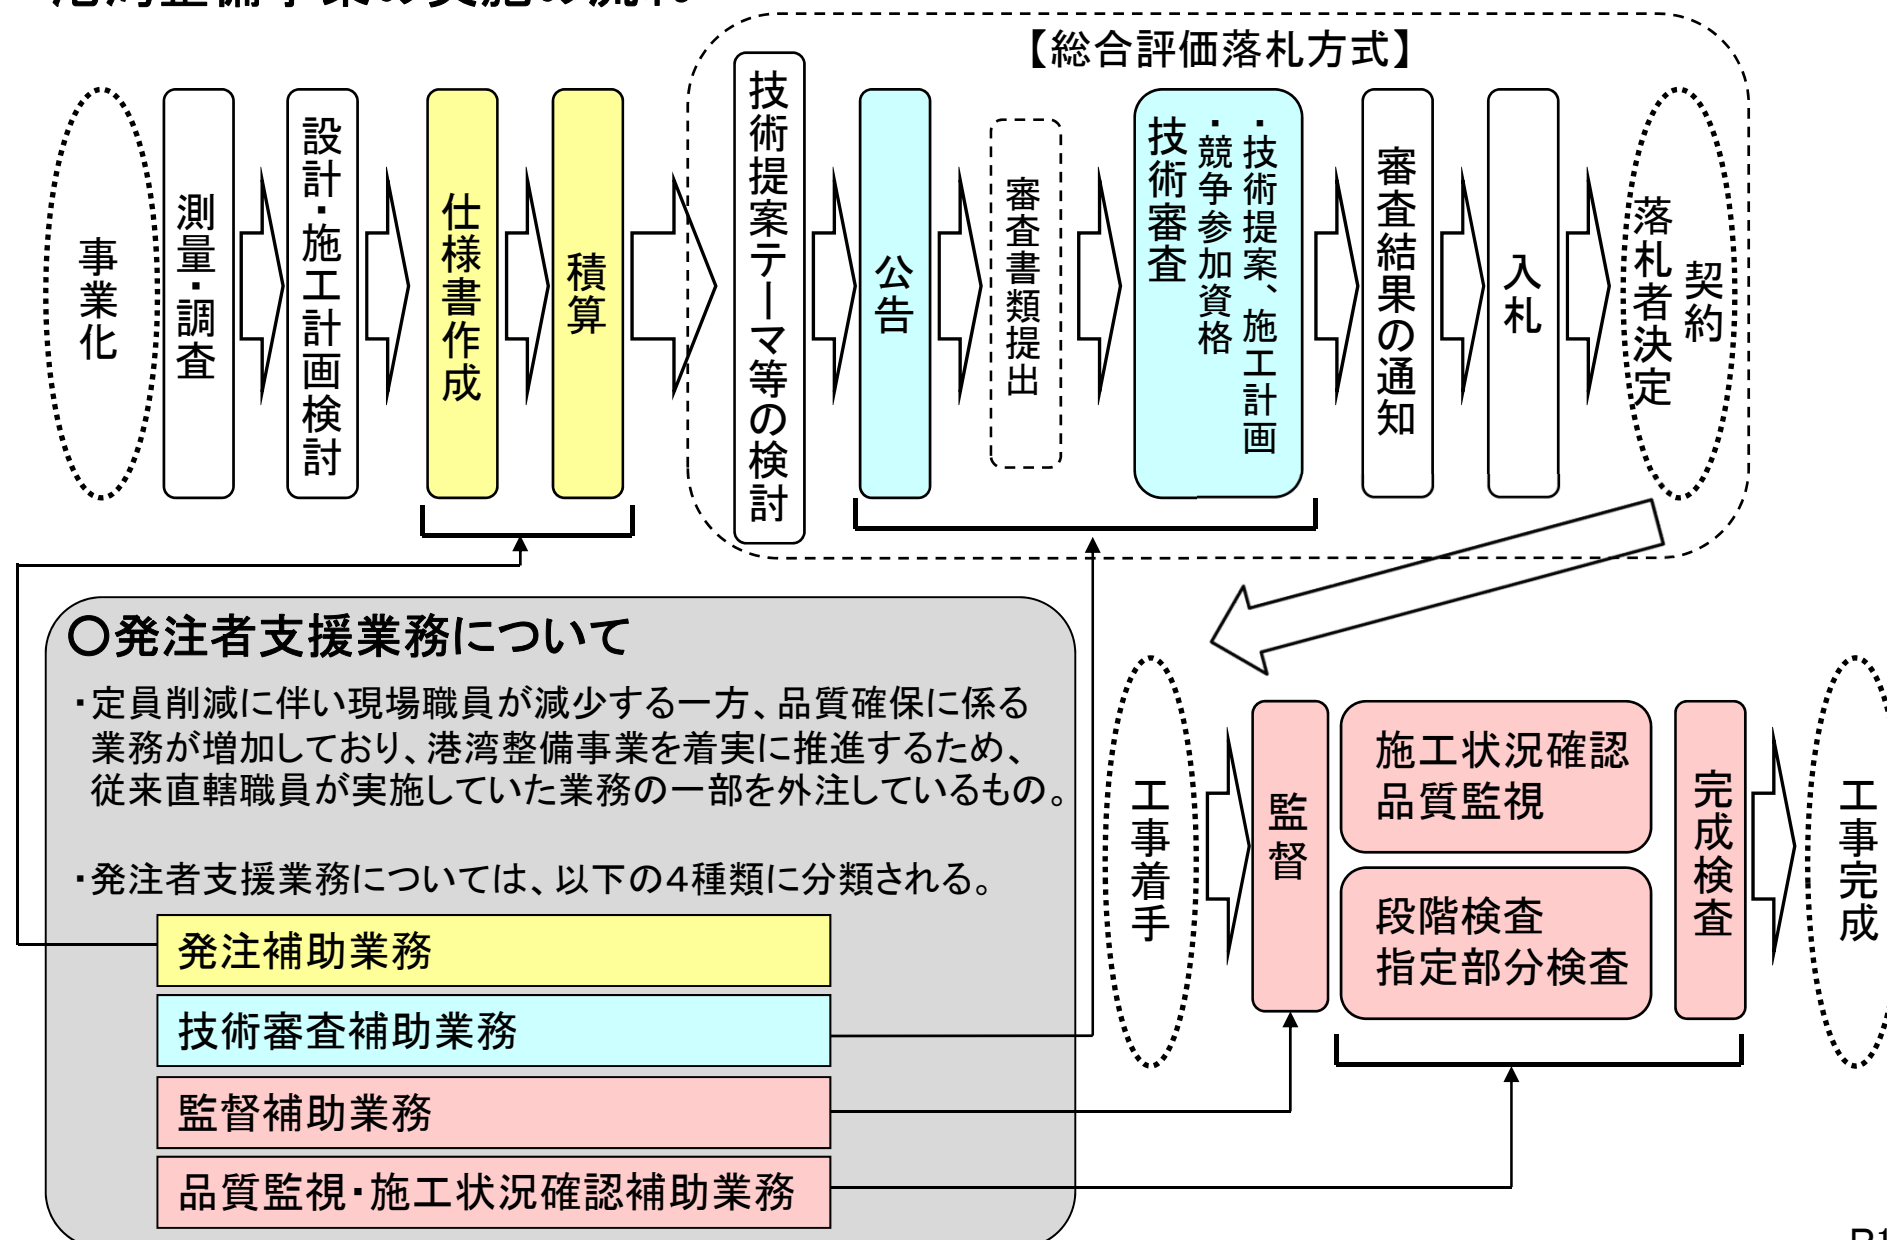 港湾整備事業の実施の流れ
【総合評価落札方式】
事業化
測量・調査
設計・施工計画検討
仕様書作成
積算
技術提案テーマ等の検討
公告
審査書類提出
技術審査
・競争参加資格
・技術提案、施工計画
審査結果の通知
入札
落札者決定
契約
○発注者支援業務について
・定員削減に伴い現場職員が減少する一方、品質確保に係る
業務が増加しており、港湾整備事業を着実に推進するため、
従来直轄職員が実施していた業務の一部を外注しているもの。
・発注者支援業務については、以下の4種類に分類される。
発注補助業務
技術審査補助業務
監督補助業務
品質監視・施工状況確認補助業務
工事着手
監督
施工状況確認
品質監視
段階検査
指定部分検査
完成検査
工事完成
P1